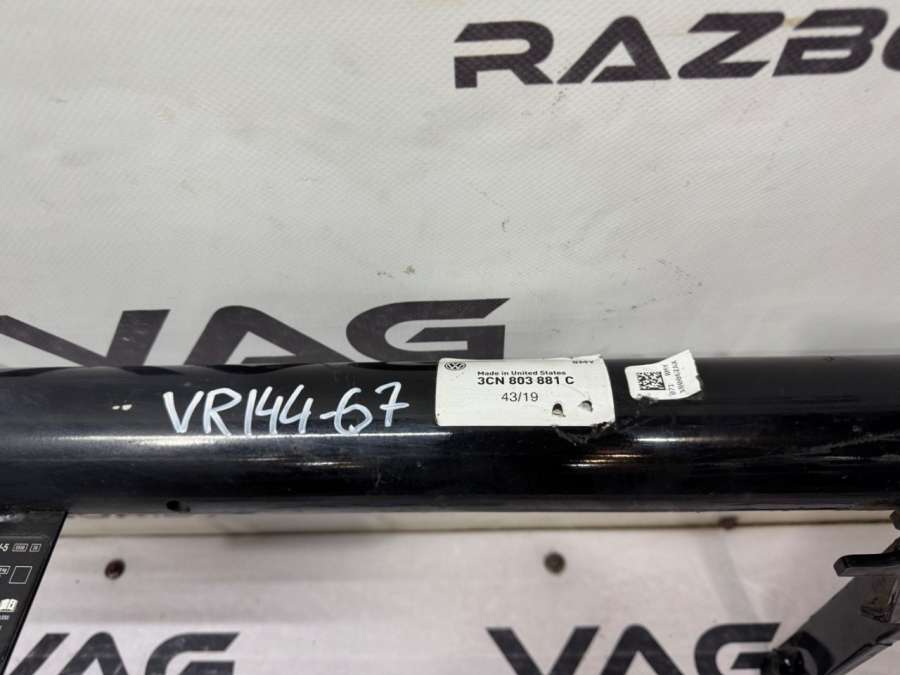 RAZBO
VAG
Made in United States
3CN 803 881 C
43/19
VR144-67
VAG
VAG